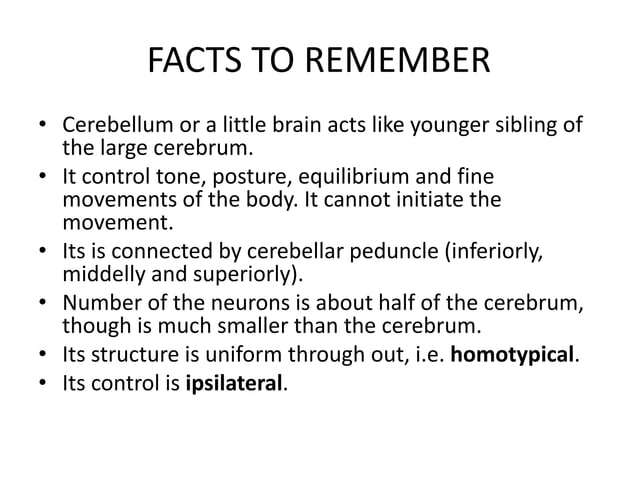 FACTS TO REMEMBER
• Cerebellum or a little brain acts like younger sibling of
the large cerebrum.
• It control tone, posture, equilibrium and fine
movements of the body. It cannot initiate the
movement.
• Its is connected by cerebellar peduncle (inferiorly,
middelly and superiorly).
• Number of the neurons is about half of the cerebrum,
though is much smaller than the cerebrum.
• Its structure is uniform through out, i.e. homotypical.
• Its control is ipsilateral.